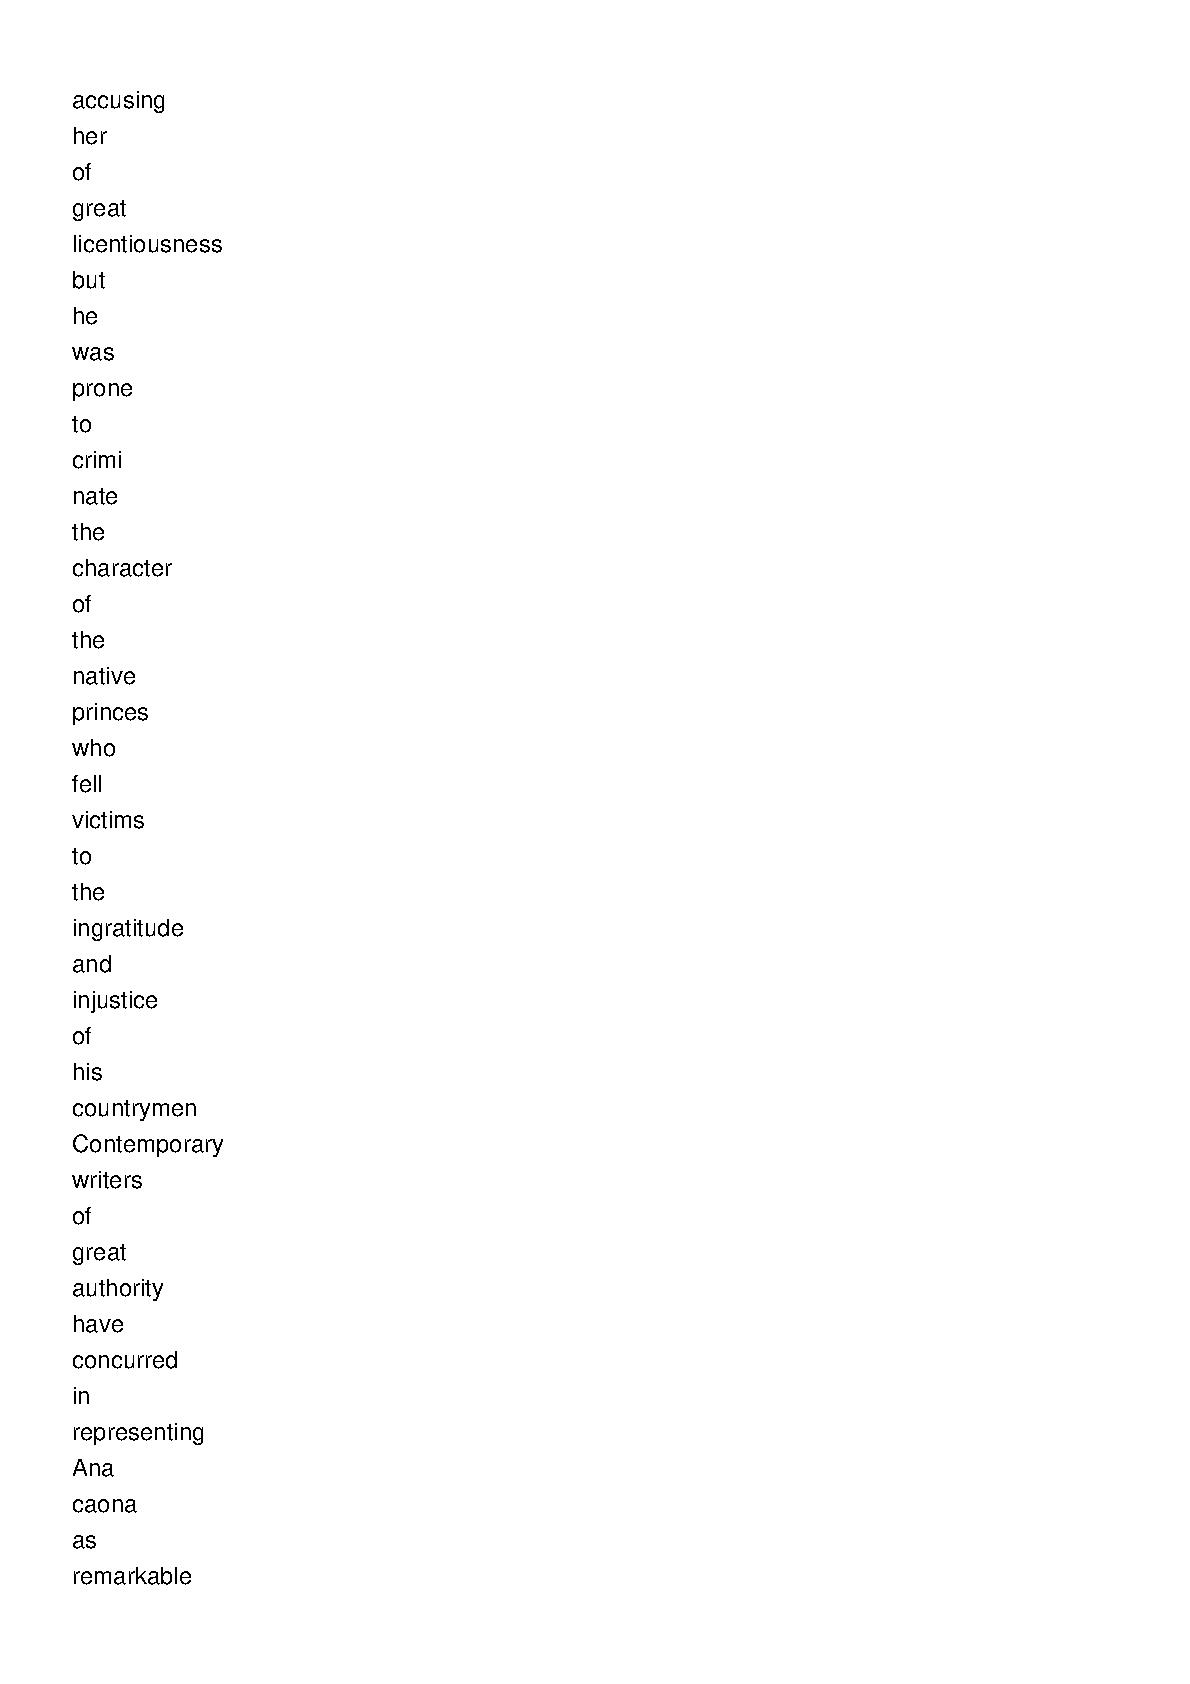 accusing
her
of
great
licentiousness
but
he
was
prone
to
crimi
nate
the
character
of
the
native
princes
who
fell
victims
to
the
ingratitude
and
injustice
of
his
countrymen
Contemporary
writers
of
great
authority
have
concurred
in
representing
Ana
caona
as
remarkable